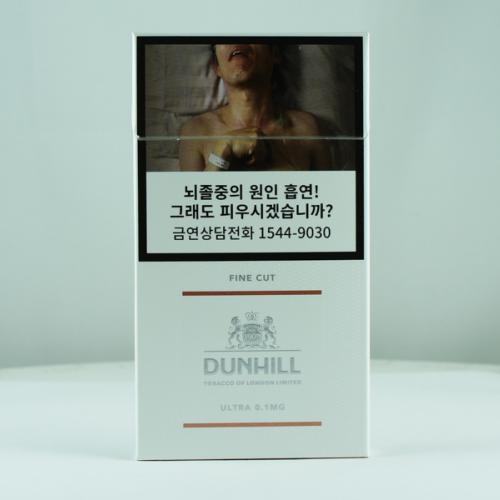 뇌졸중의 원인 흡연!
그래도 피우시겠습니까?
금연상담전화 1544-9030
FINE CUT
DUNHILL
TOBACCO OF LONDON LIMITED
ULTRA 0.1MG